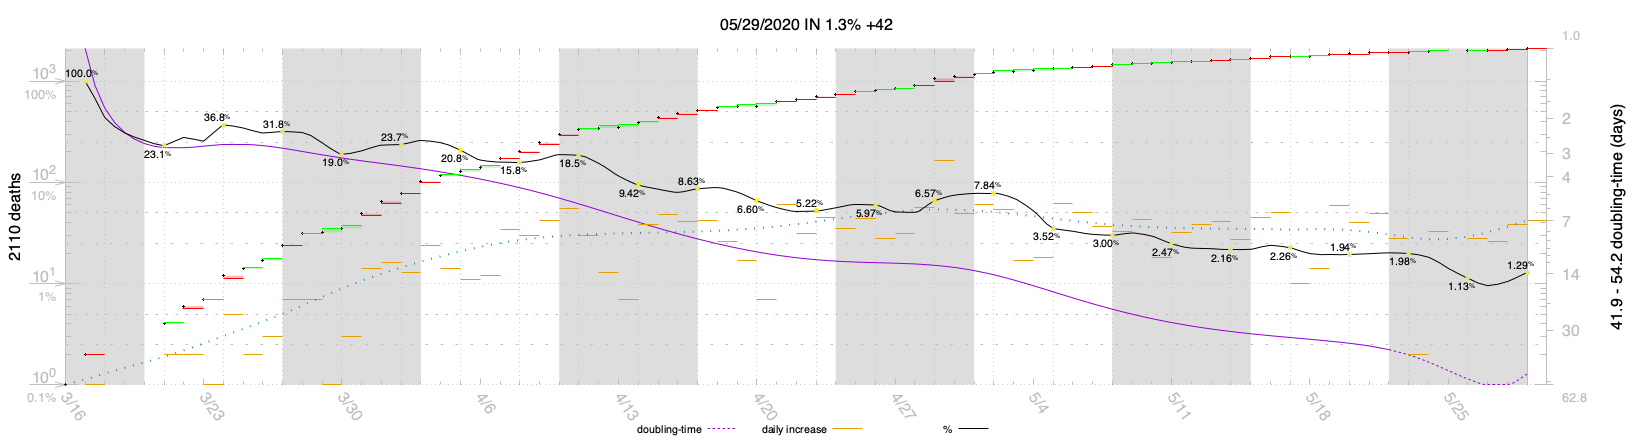 05/29/2020 IN 1.3% +42
10³ 100.0% 1.0
100%
36.8% 31.8% 2
23.1% 19.0% 23.7% 20.8% 15.8% 18.5% 3
10² 9.42% 8.63% 7.84% 4
10% 6.60% 5.22% 5.97% 6.57% 7
3.52% 3.00% 2.47% 2.16% 2.26% 1.94% 1.98% 1.13% 1.29%
10¹ 14
1% 30
10⁰
0.1% 62.8
3/16 3/23 3/30 4/6 4/13 4/20 4/27 5/4 5/11 5/18 5/25
2110 deaths
41.9 - 54.2 doubling-time (days)
doubling-time daily increase %